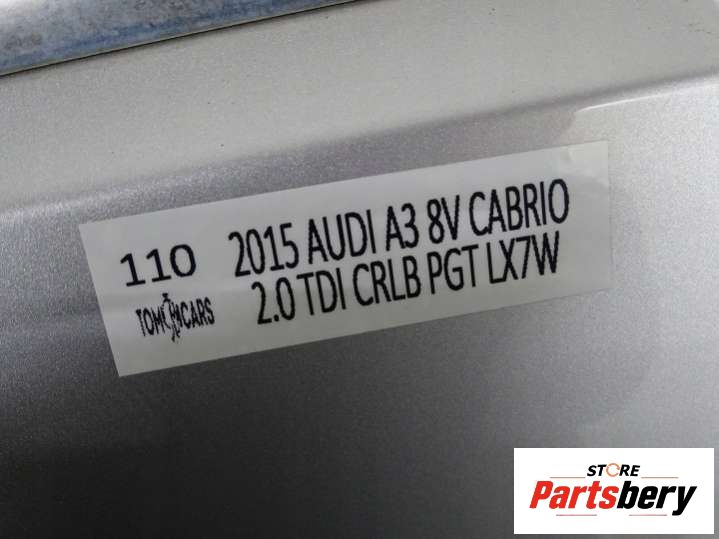 110 2015 AUDI A3 8V CABRIO
TOM CARS 2.0 TDI CRLB PGT LX7W
STORE
Partsbery